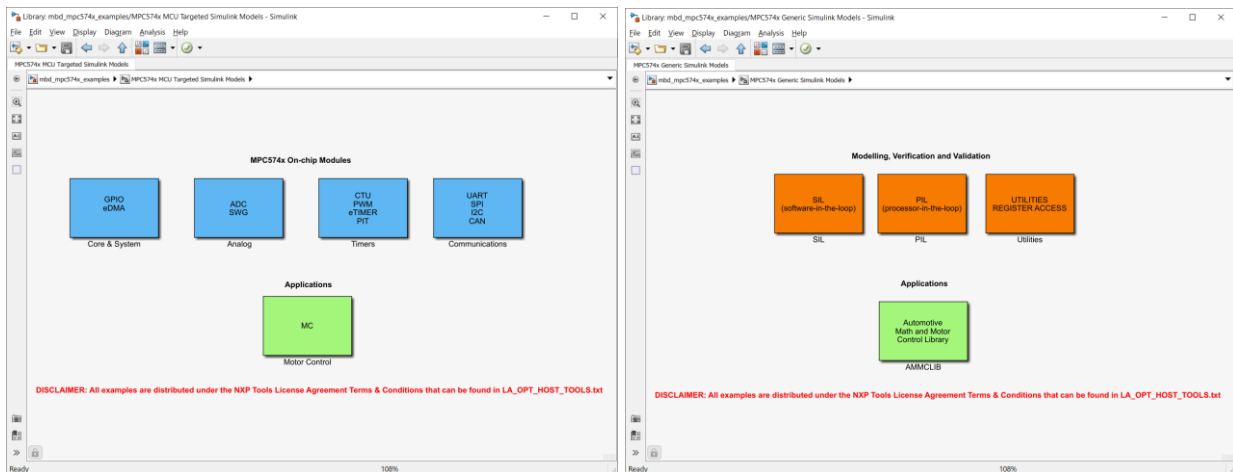 Library: mbd_mpc574x_examples/MPC574x MCU Targeted Simulink Models - Simulink
File Edit View Display Diagram Analysis Help
MPC574x MCU Targeted Simulink Models
mbd_mpc574x_examples MPC574x MCU Targeted Simulink Models
MPC574x On-chip Modules
GPIO
eDMA
Core & System
ADC
SWG
Analog
CTU
PWM
eTIMER
PIT
Timers
UART
SPI
I2C
CAN
Communications
Applications
MC
Motor Control
DISCLAIMER: All examples are distributed under the NXP Tools License Agreement Terms & Conditions that can be found in LA_OPT_HOST_TOOLS.txt
Ready 108%
Library: mbd_mpc574x_examples/MPC574x Generic Simulink Models - Simulink
File Edit View Display Diagram Analysis Help
MPC574x Generic Simulink Models
mbd_mpc574x_examples MPC574x Generic Simulink Models
Modelling, Verification and Validation
SIL
(software-in-the-loop)
SIL
PIL
(processor-in-the-loop)
PIL
UTILITIES
REGISTER ACCESS
Utilities
Applications
Automotive
Math and Motor
Control Library
AMMCLIB
DISCLAIMER: All examples are distributed under the NXP Tools License Agreement Terms & Conditions that can be found in LA_OPT_HOST_TOOLS.txt
Ready 108%